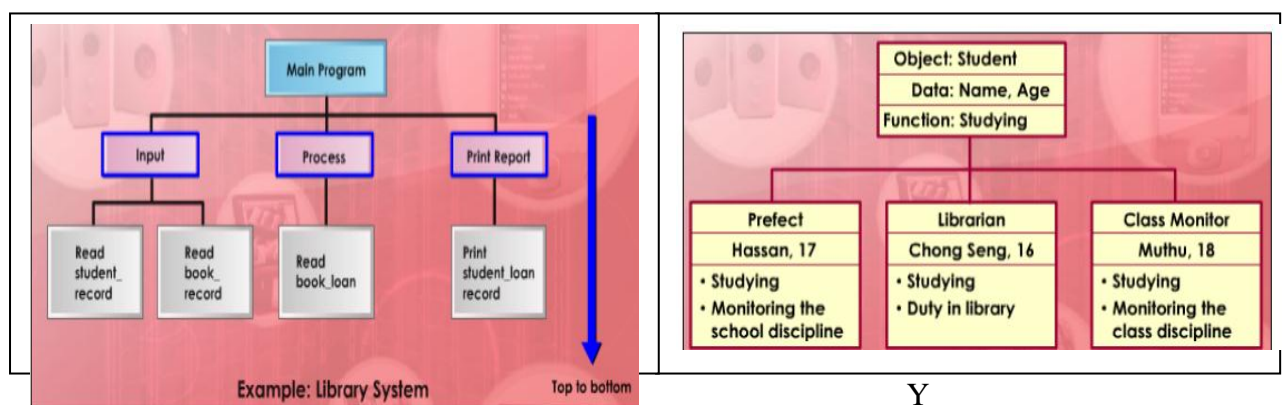 Main Program
Input
Process
Print Report
Read
student_
record
Read
book_
record
Read
book_loan
Print
student_loan
record
Example: Library System
Top to bottom
Object: Student
Data: Name, Age
Function: Studying
Prefect
Hassan, 17
• Studying
• Monitoring the
school discipline
Librarian
Chong Seng, 16
• Studying
• Duty in library
Class Monitor
Muthu, 18
• Studying
• Monitoring the
class discipline
Y